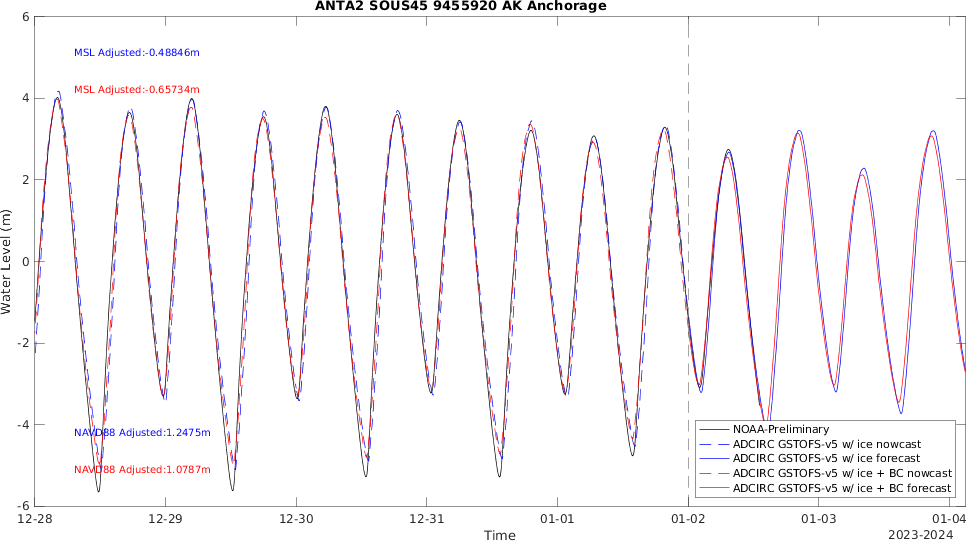 ANTA2 SOUS45 9455920 AK Anchorage
6
4
2
0
-2
-4
-6
Water Level (m)
MSL Adjusted:-0.48846m
MSL Adjusted:-0.65734m
NAVD88 Adjusted:1.2475m
NAVD88 Adjusted:1.0787m
NOAA-Preliminary
ADCIRC GSTOFS-v5 w/ ice nowcast
ADCIRC GSTOFS-v5 w/ ice forecast
ADCIRC GSTOFS-v5 w/ ice + BC nowcast
ADCIRC GSTOFS-v5 w/ ice + BC forecast
12-28 12-29 12-30 12-31 01-01 01-02 01-03 01-04
Time
2023-2024